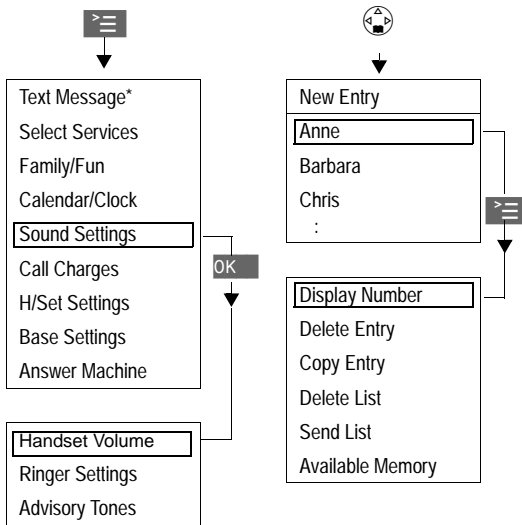 Text Message*
Select Services
Family/Fun
Calendar/Clock
Sound Settings
Call Charges
H/Set Settings
Base Settings
Answer Machine
OK
Handset Volume
Ringer Settings
Advisory Tones
New Entry
Anne
Barbara
Chris
:
Display Number
Delete Entry
Copy Entry
Delete List
Send List
Available Memory